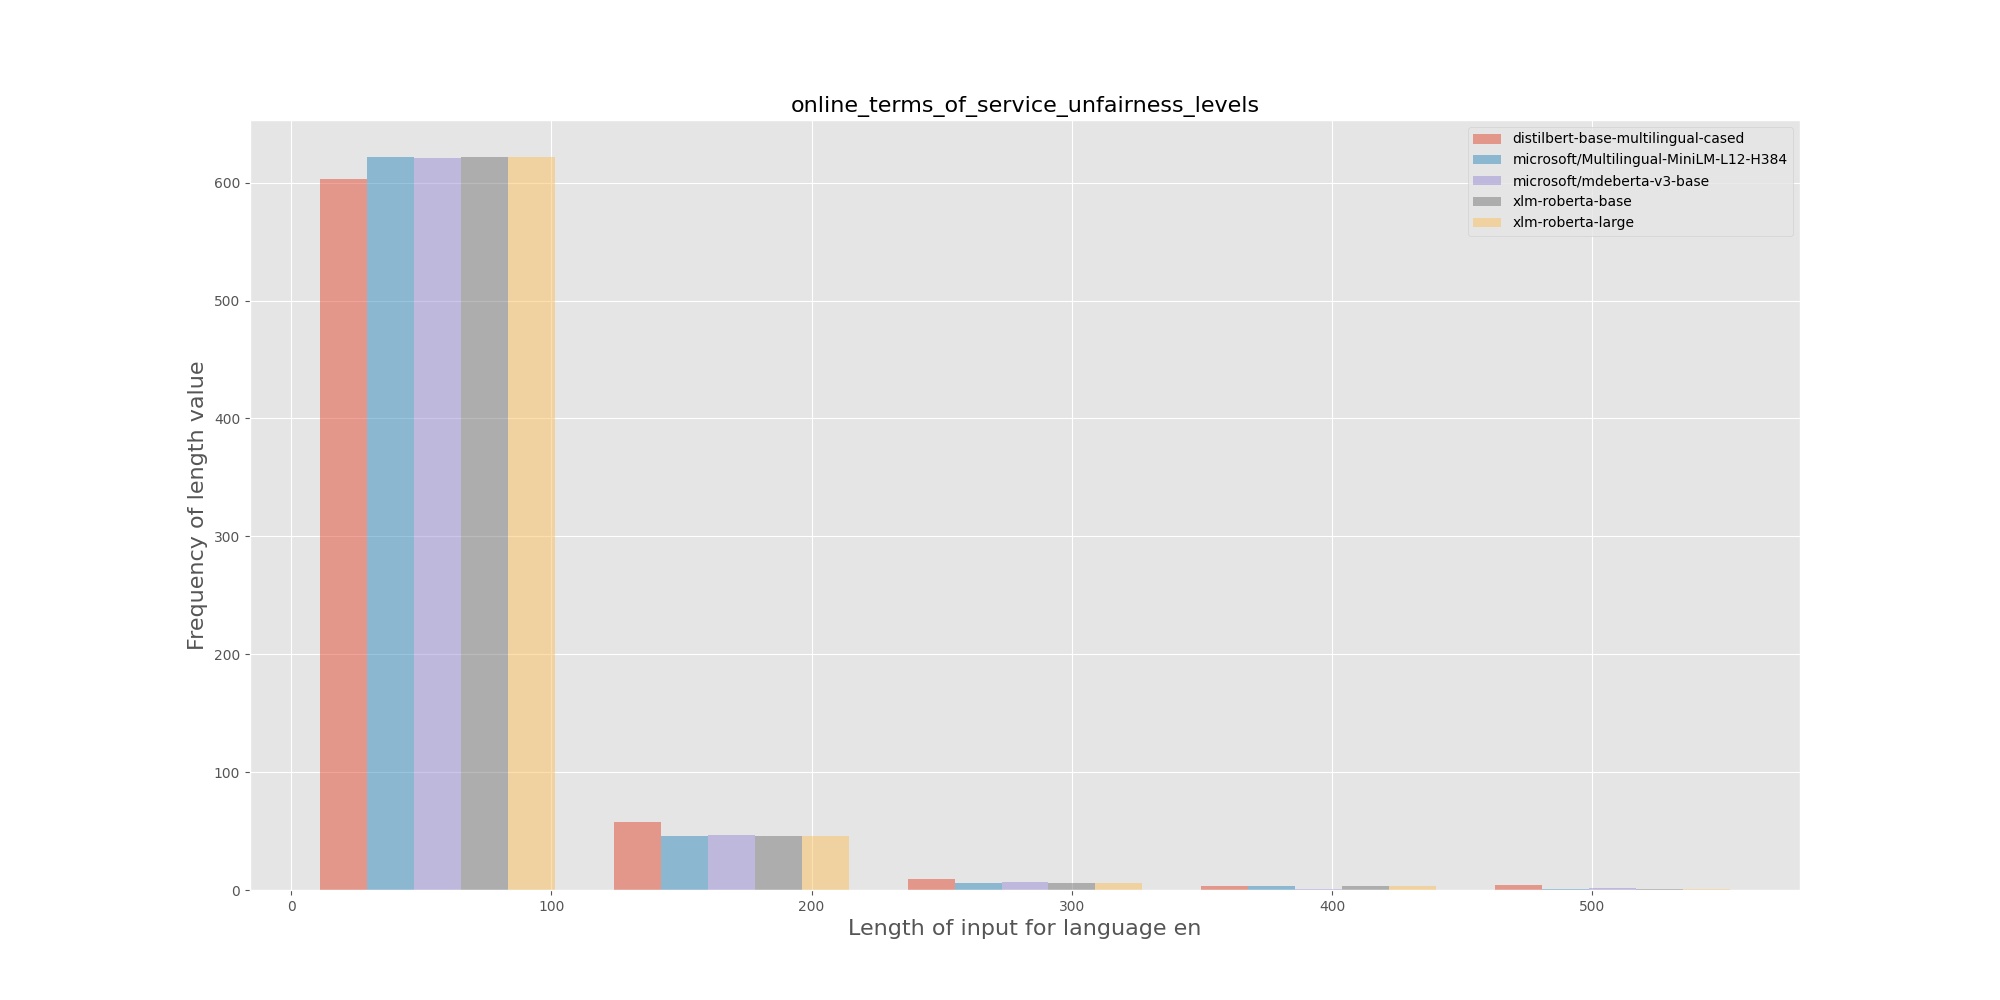 online_terms_of_service_unfairness_levels
distilbert-base-multilingual-cased
microsoft/Multilingual-MiniLM-L12-H384
microsoft/mdeberta-v3-base
xlm-roberta-base
xlm-roberta-large
Frequency of length value
600
500
400
300
200
100
0
0 100 200 300 400 500
Length of input for language en